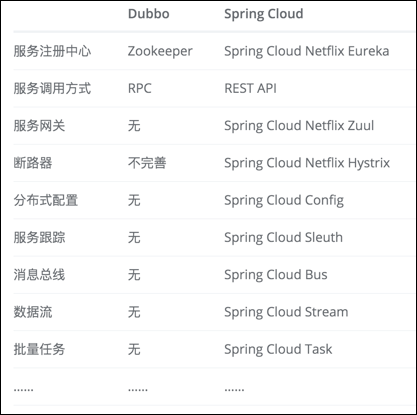 Dubbo Spring Cloud
服务注册中心 Zookeeper Spring Cloud Netflix Eureka
服务调用方式 RPC REST API
服务网关 无 Spring Cloud Netflix Zuul
断路器 不完善 Spring Cloud Netflix Hystrix
分布式配置 无 Spring Cloud Config
服务跟踪 无 Spring Cloud Sleuth
消息总线 无 Spring Cloud Bus
数据流 无 Spring Cloud Stream
批量任务 无 Spring Cloud Task
...... ...... ......